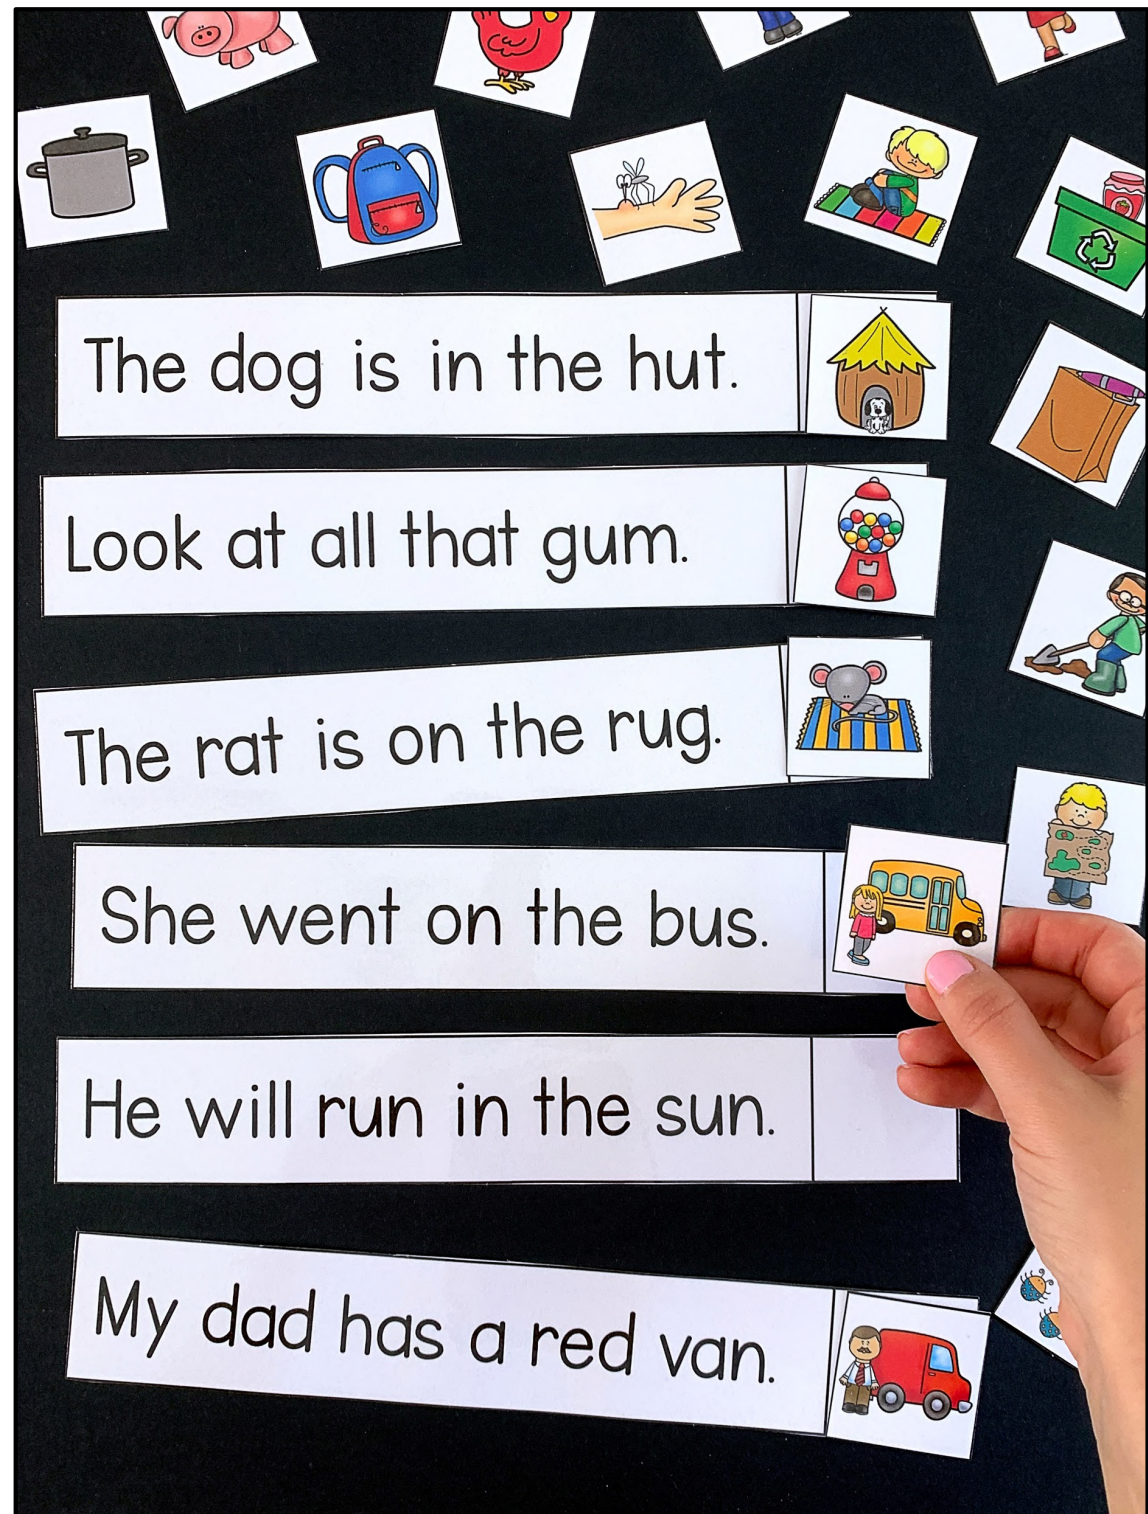 The dog is in the hut.
Look at all that gum.
The rat is on the rug.
She went on the bus.
He will run in the sun.
My dad has a red van.